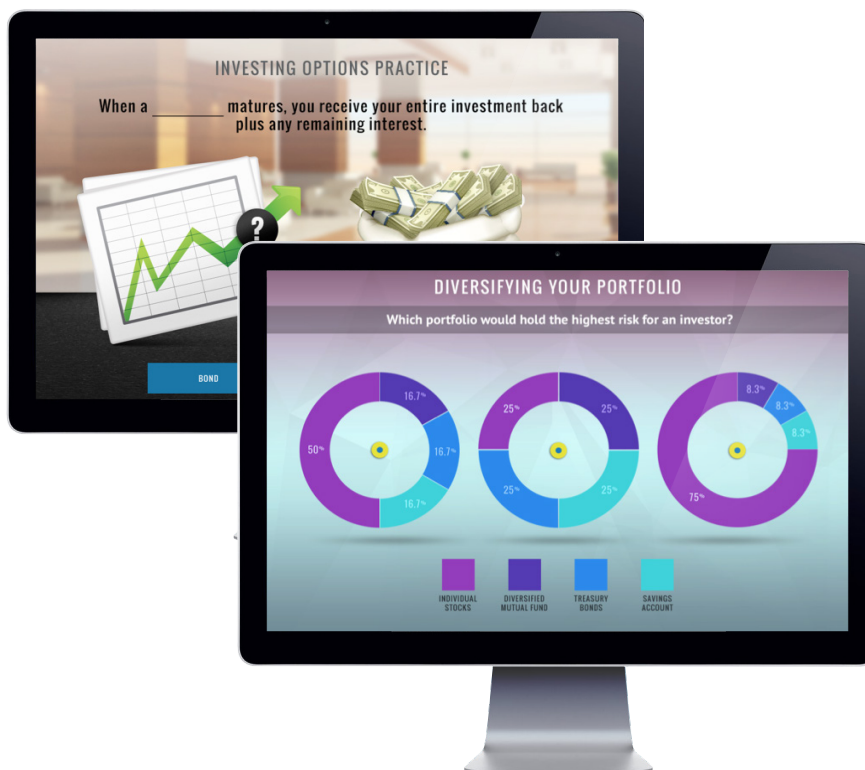 INVESTING OPTIONS PRACTICE
When a ________ matures, you receive your entire investment back
plus any remaining interest.
?
BOND
DIVERSIFYING YOUR PORTFOLIO
Which portfolio would hold the highest risk for an investor?
50%
16.7%
16.7%
16.7%
25%
25%
25%
25%
8.3%
8.3%
8.3%
75%
INDIVIDUAL
STOCKS
DIVERSIFIED
MUTUAL FUND
TREASURY
BONDS
SAVINGS
ACCOUNT